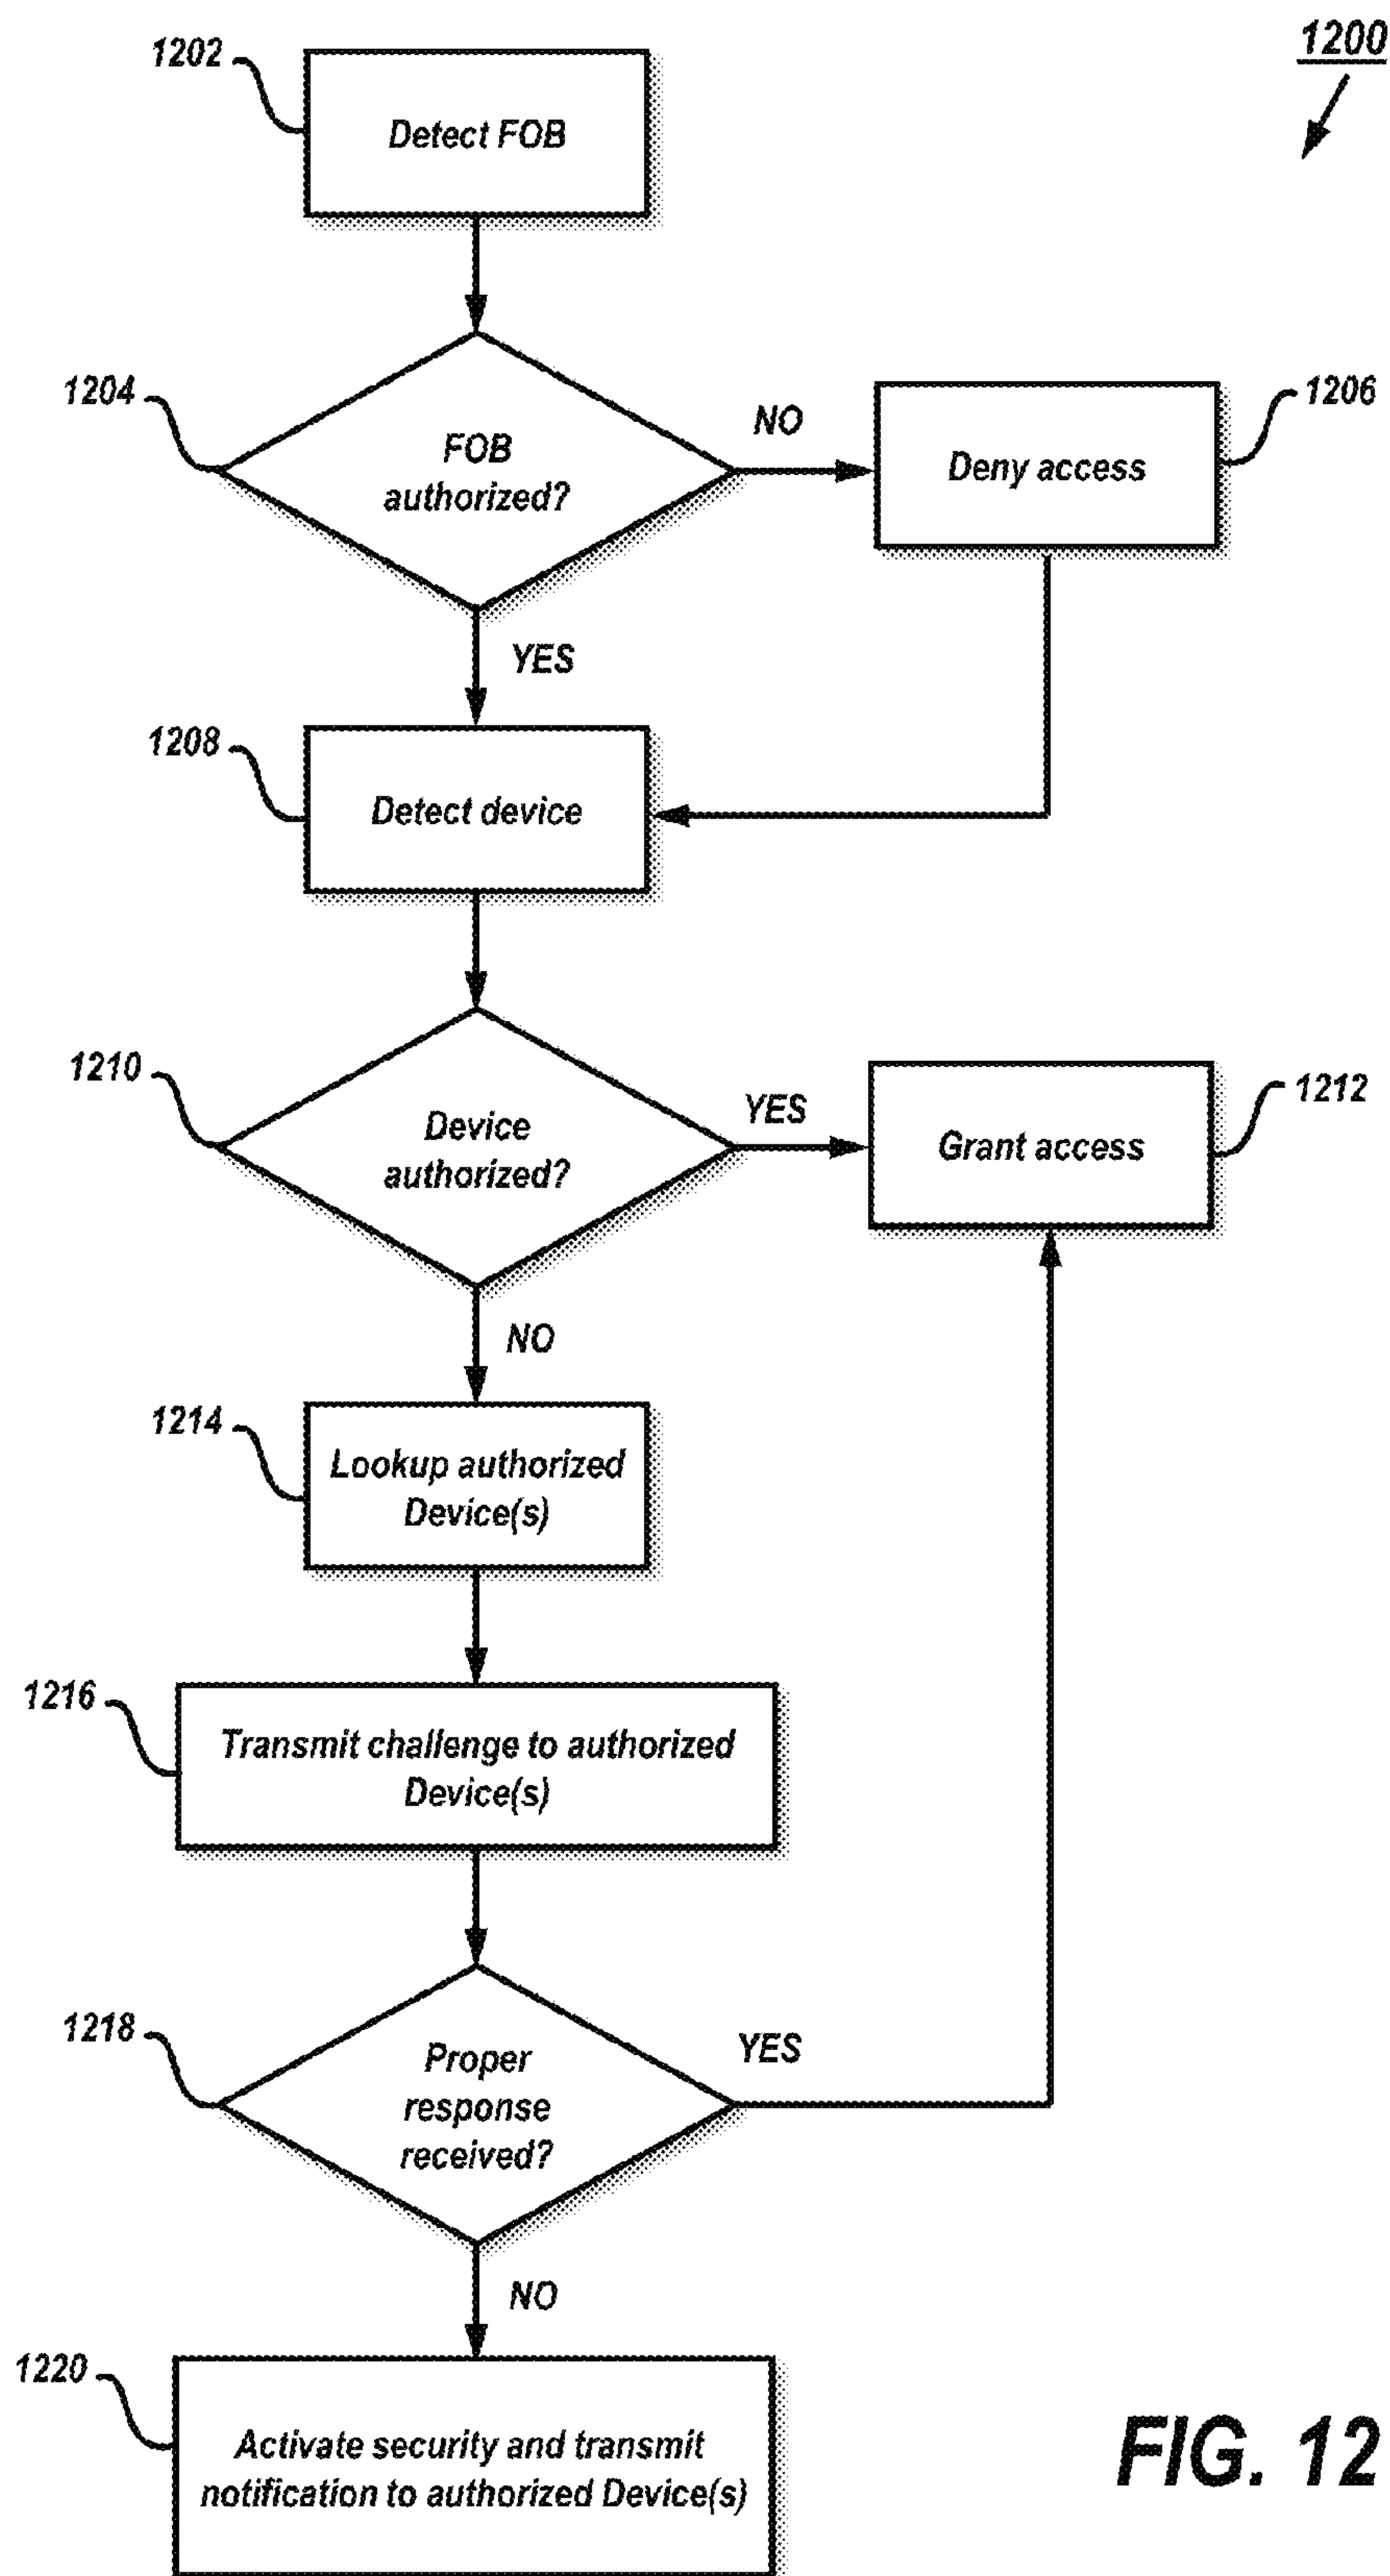 1200
1202
Detect FOB
1204
FOB
authorized?
NO
1206
Deny access
YES
1208
Detect device
1210
Device
authorized?
YES
1212
Grant access
NO
1214
Lookup authorized
Device(s)
1216
Transmit challenge to authorized
Device(s)
1218
Proper
response
received?
YES
NO
1220
Activate security and transmit
notification to authorized Device(s)
FIG. 12